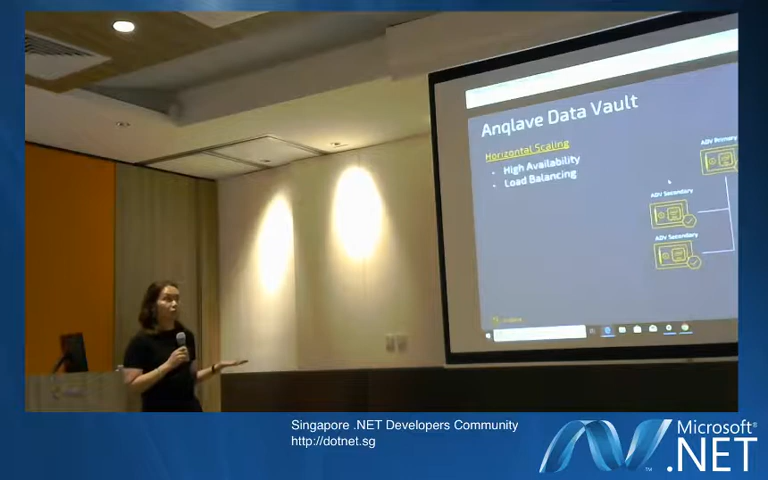 Anqlave Data Vault
Horizontal Scaling
• High Availability
• Load Balancing
ADV Primary
ADV Secondary
ADV Secondary
Singapore .NET Developers Community
http://dotnet.sg
Microsoft®
.NET
TM